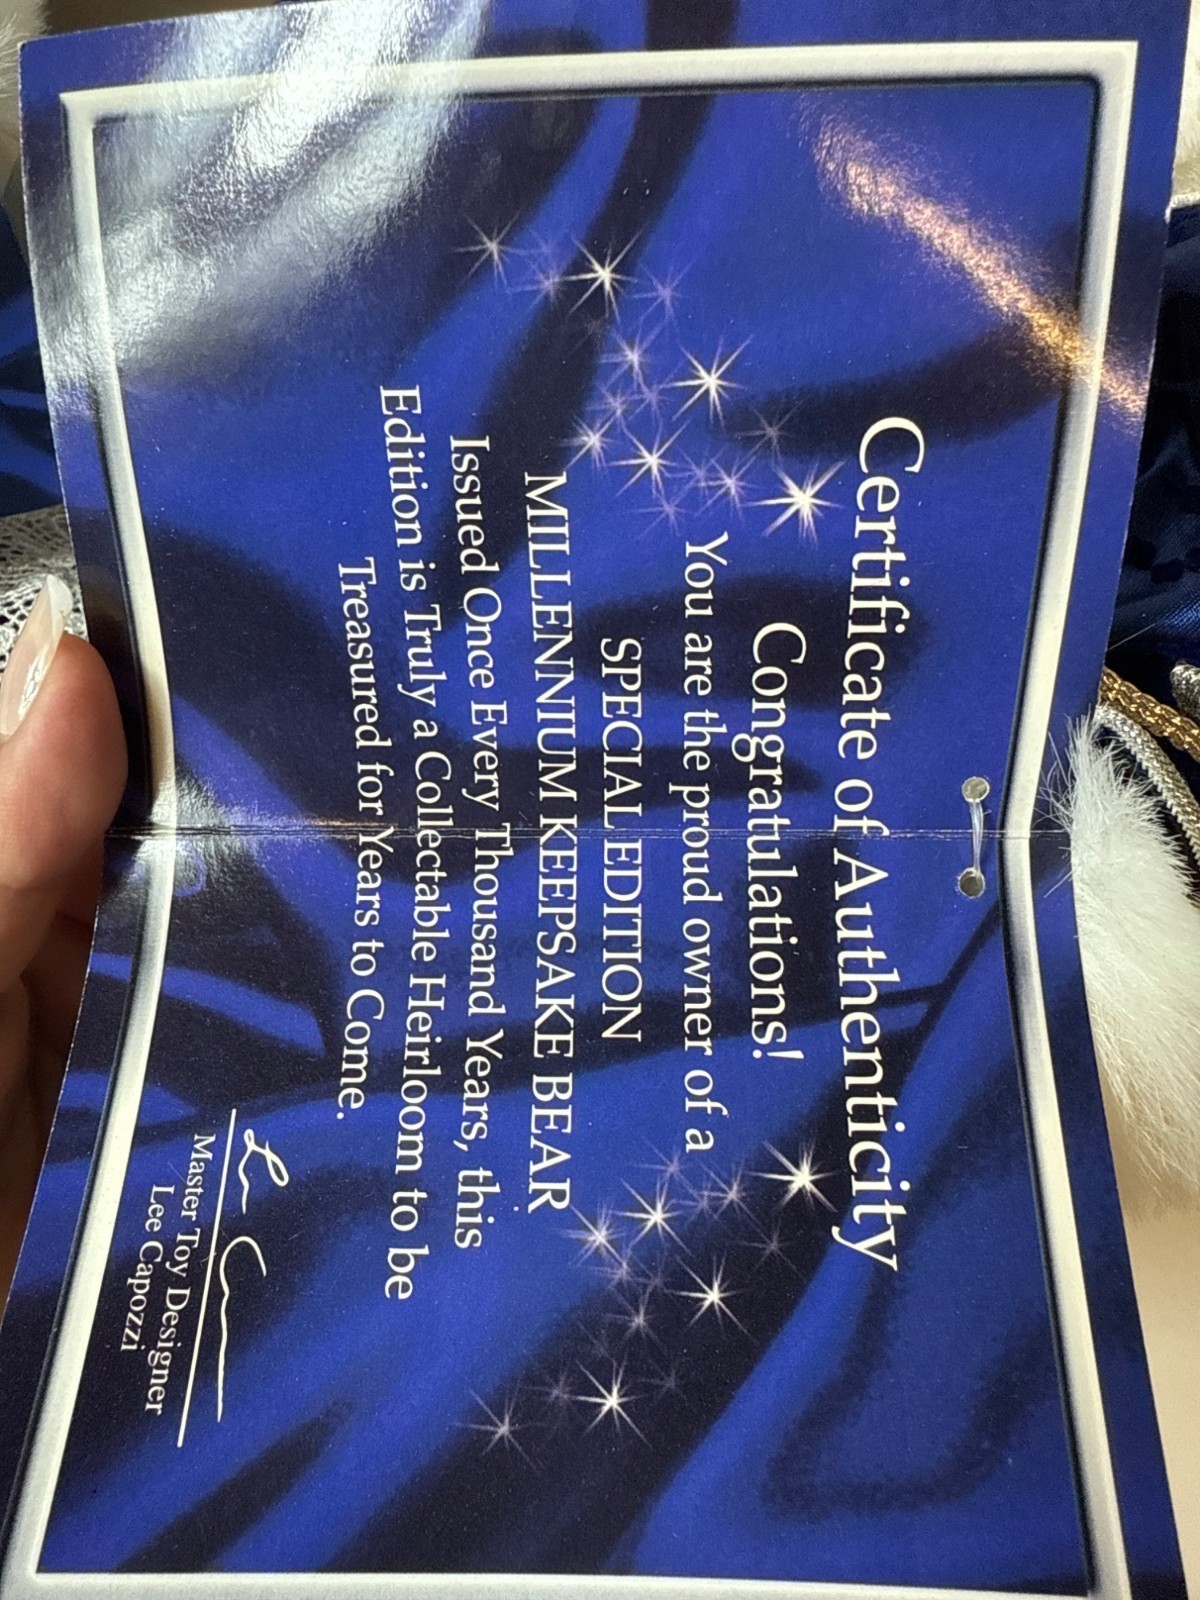 Certificate of Authenticity
Congratulations!
You are the proud owner of a
SPECIAL EDITION
MILLENNIUM KEEPSAKE BEAR
Issued Once Every Thousand Years, this
Edition is Truly a Collectable Heirloom to be
Treasured for Years to Come.
Master Toy Designer
Lee Capozzi